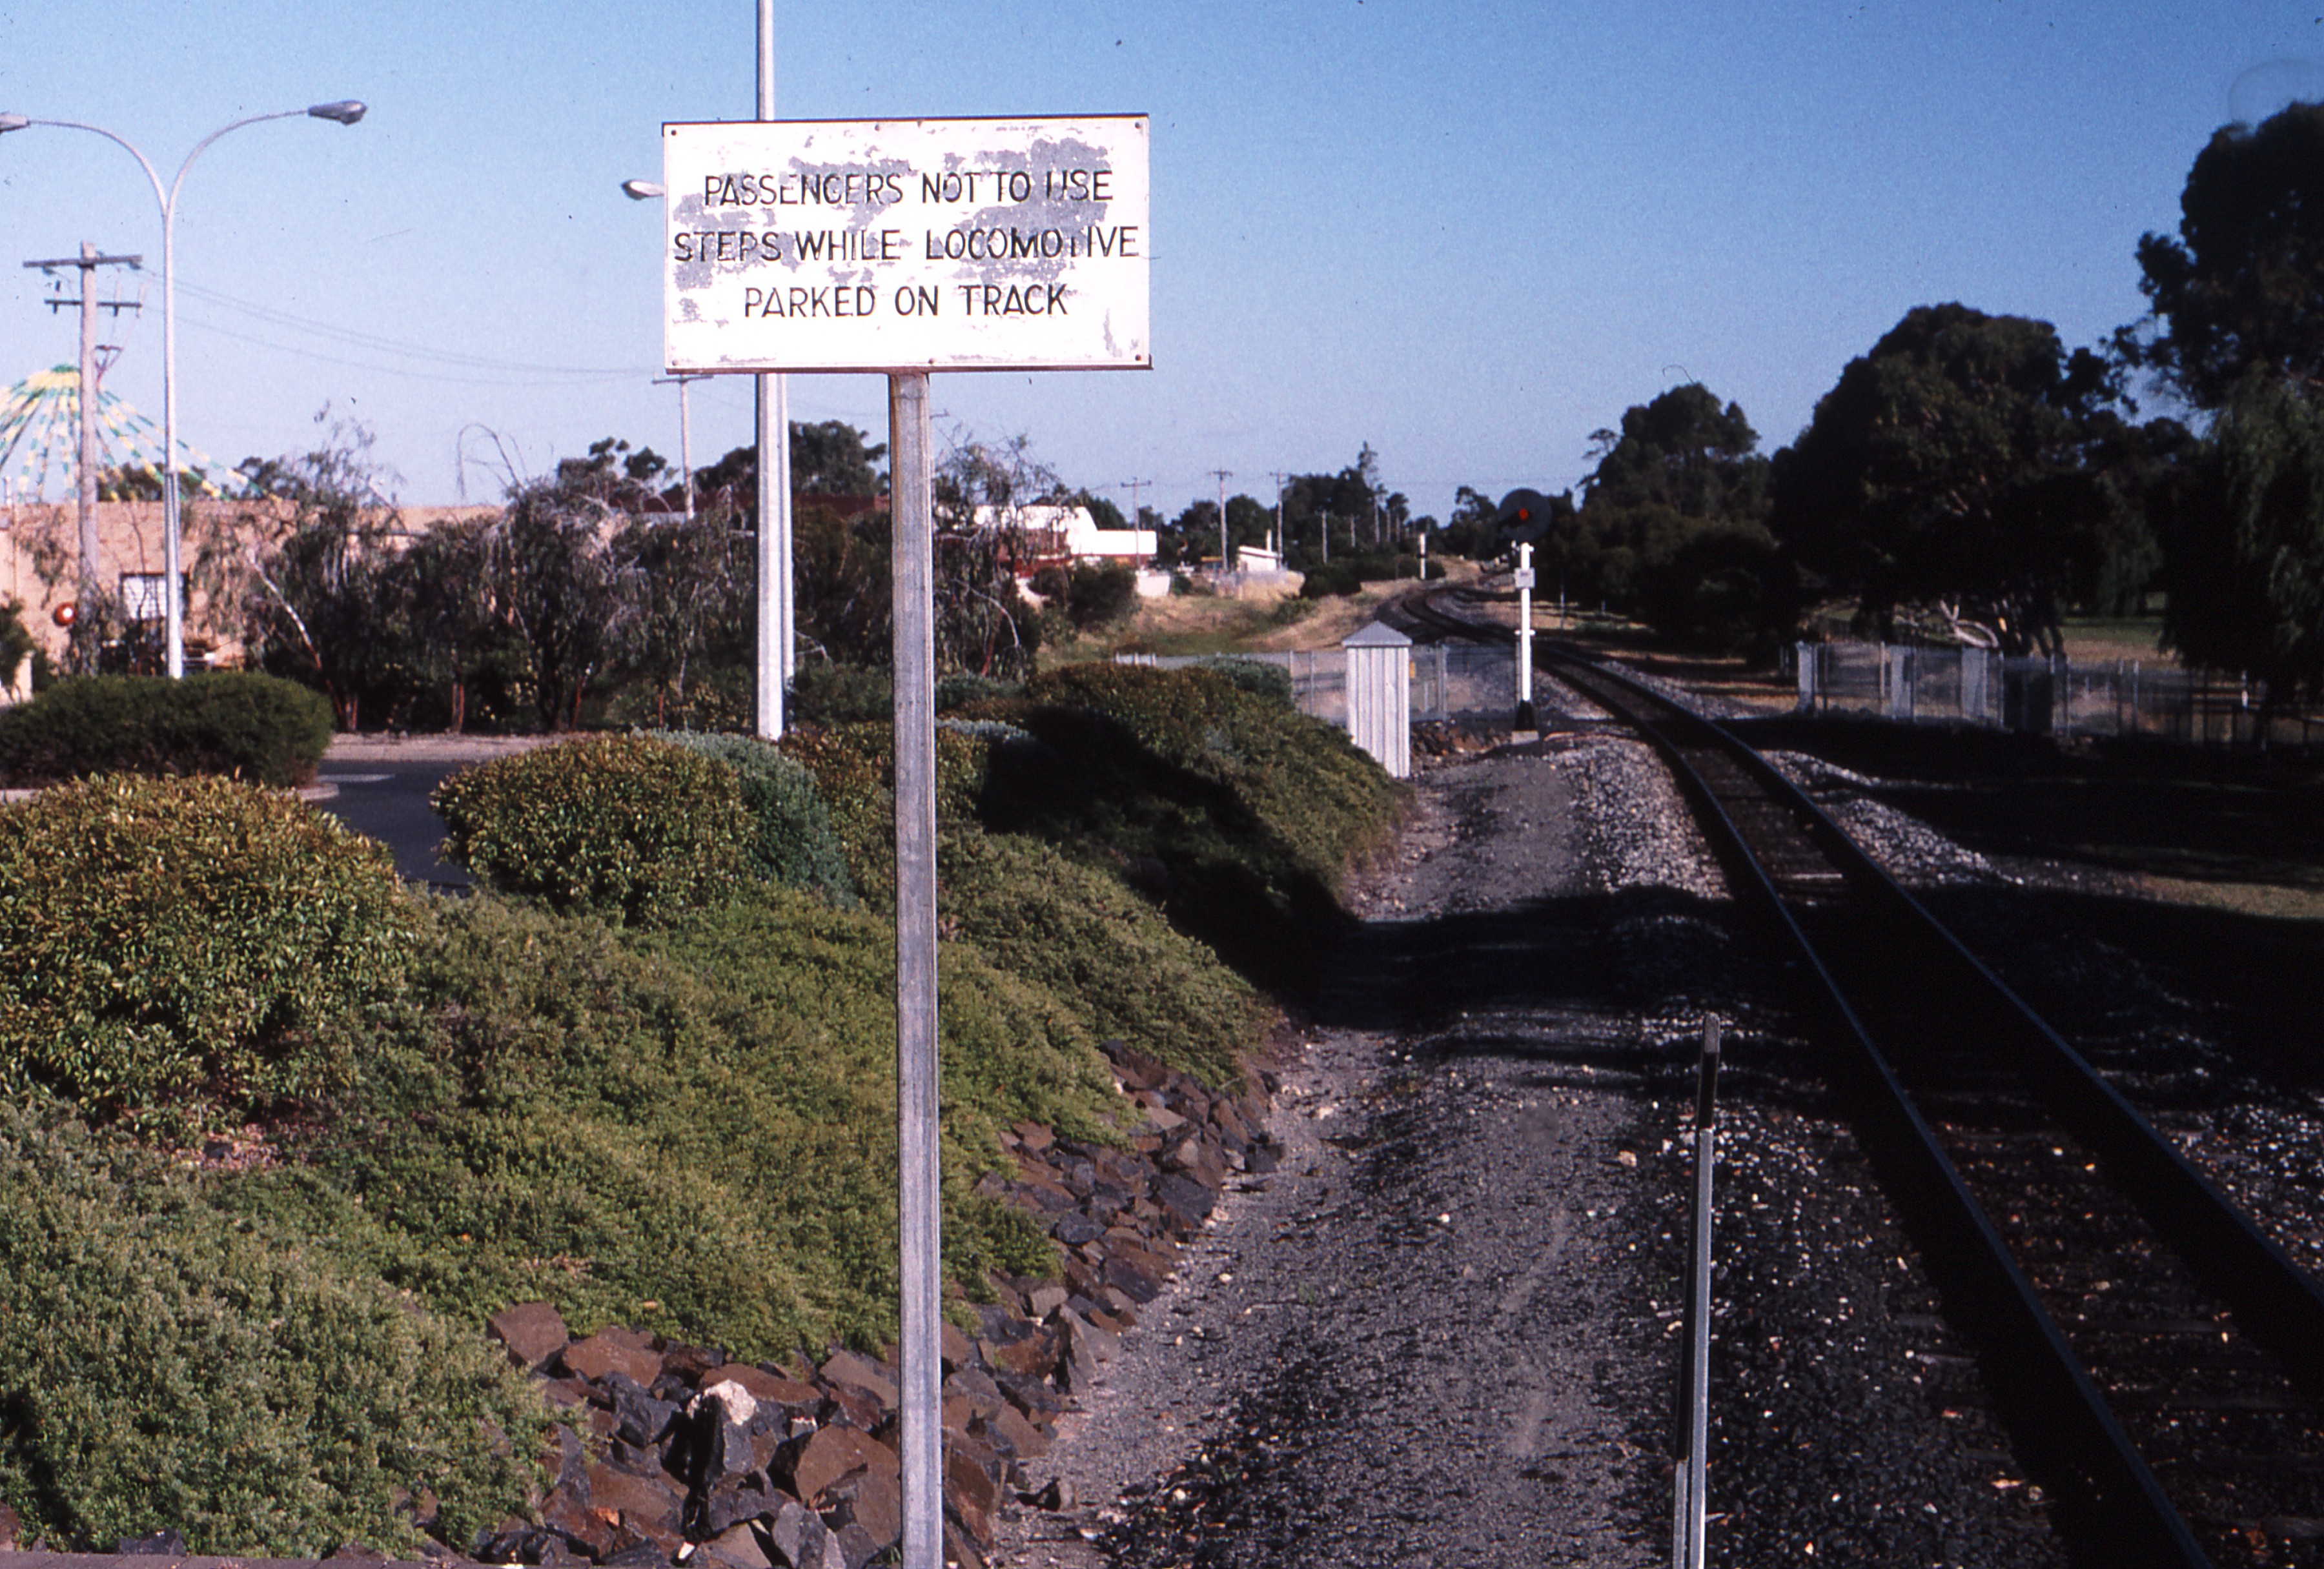 PASSENGERS NOT TO USE
STEPS WHILE LOCOMOTIVE
PARKED ON TRACK